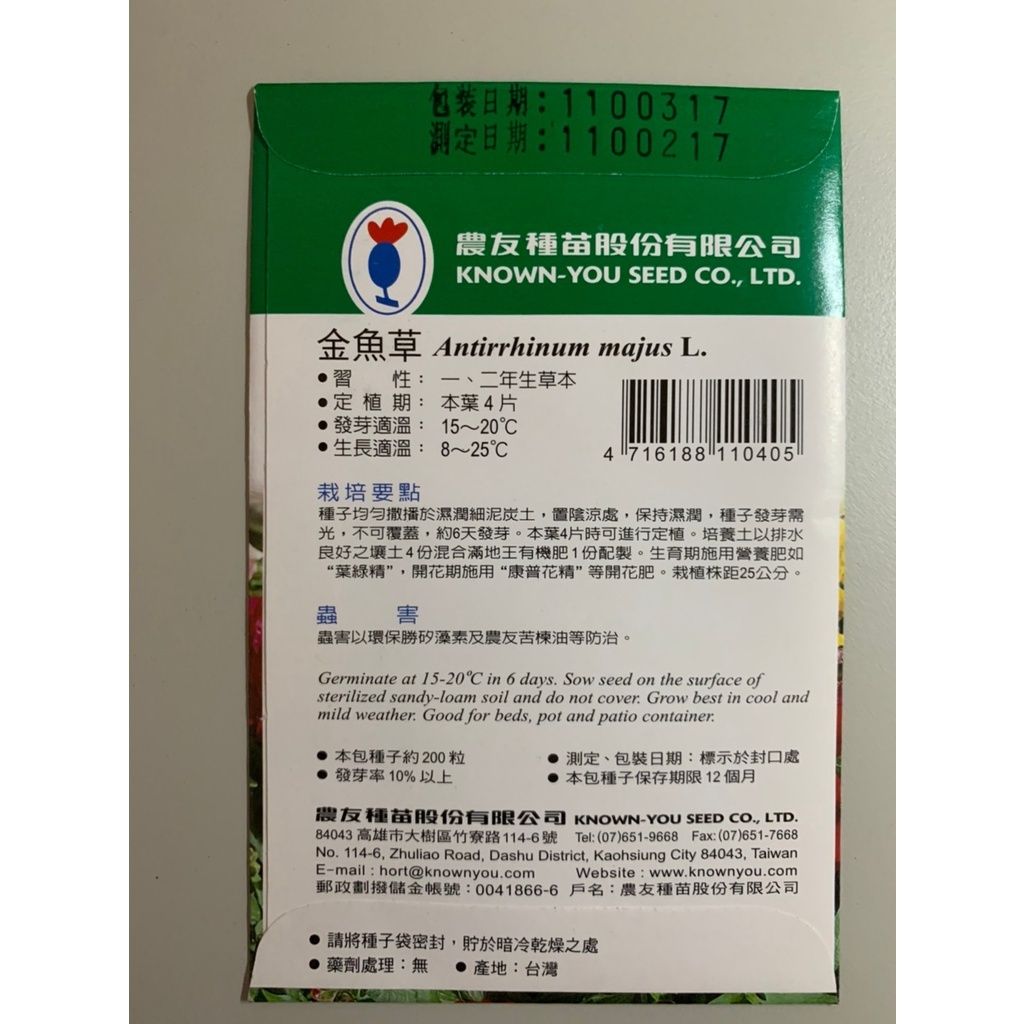 包裝日期：1100317
測定日期：1100217
農友種苗股份有限公司
KNOWN-YOU SEED CO., LTD.
金魚草 Antirrhinum majus L.
●習　性：一、二年生草本
●定植期：本葉4片
●發芽適溫：15～20℃
●生長適溫：8～25℃
4 716188 110405
栽培要點
種子均勻撒播於濕潤細泥炭土，置陰涼處，保持濕潤，種子發芽需
光，不可覆蓋，約6天發芽。本葉4片時可進行定植。培養土以排水
良好之壤土4份混合滿地王有機肥1份配製。生育期施用營養肥如
“葉綠精”，開花期施用“康普花精”等開花肥。栽植株距25公分。
蟲　害
蟲害以環保勝矽藻素及農友苦楝油等防治。
Germinate at 15-20℃ in 6 days. Sow seed on the surface of
sterilized sandy-loam soil and do not cover. Grow best in cool and
mild weather. Good for beds, pot and patio container.
●本包種子約200粒　●測定、包裝日期：標示於封口處
●發芽率10%以上　●本包種子保存期限12個月
農友種苗股份有限公司 KNOWN-YOU SEED CO., LTD.
84043 高雄市大樹區竹寮路114-6號 Tel:(07)651-9668 Fax:(07)651-7668
No. 114-6, Zhuliao Road, Dashu District, Kaohsiung City 84043, Taiwan
E-mail : hort@knownyou.com Website : www.knownyou.com
郵政劃撥儲金帳號：0041866-6 戶名：農友種苗股份有限公司
●請將種子袋密封，貯於暗冷乾燥之處
●藥劑處理：無　●產地：台灣